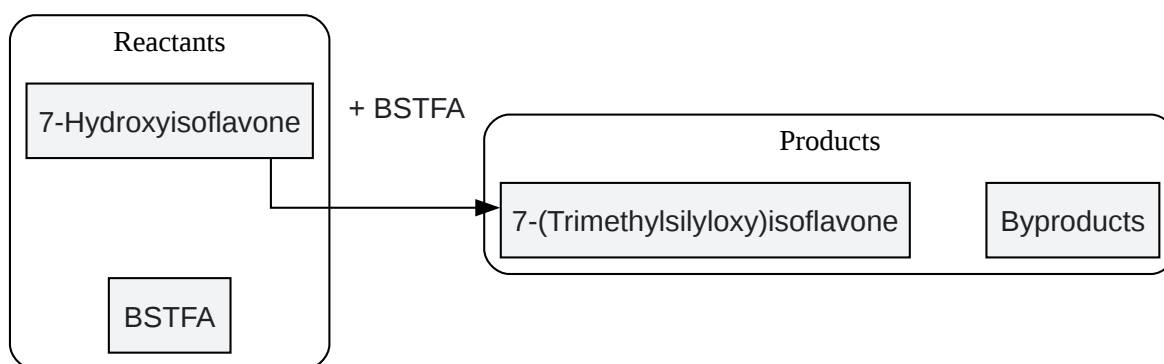 Reactants
7-Hydroxyisoflavone
+ BSTFA
BSTFA
Products
7-(Trimethylsilyloxy)isoflavone
Byproducts